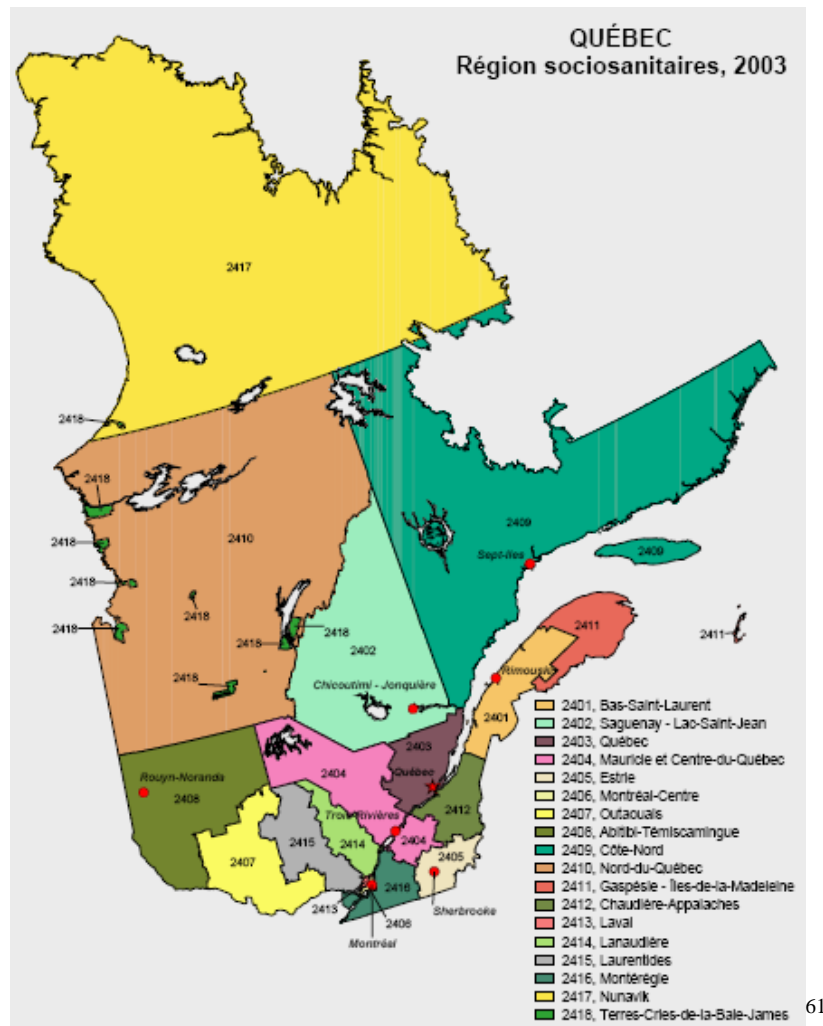 QUÉBEC
Région sociosanitaires, 2003
2417
2418
2418
2410
2409
2418
Sept-Iles
2409
2418
2418
2411
2418
2418
2418
2402
2411
2418
Rimouski
Chicoutimi - Jonquière
2401
2403
Rouyn-Noranda
2404
Québec
2408
2412
Trois-Rivières
2415
2414
2404
2407
2405
2416
2413
2406
Sherbrooke
Montréal
2401, Bas-Saint-Laurent
2402, Saguenay - Lac-Saint-Jean
2403, Québec
2404, Mauricie et Centre-du-Québec
2405, Estrie
2406, Montréal-Centre
2407, Outaouais
2408, Abitibi-Témiscamingue
2409, Côte-Nord
2410, Nord-du-Québec
2411, Gaspésie - Îles-de-la-Madeleine
2412, Chaudière-Appalaches
2413, Laval
2414, Lanaudière
2415, Laurentides
2416, Montérégie
2417, Nunavik
2418, Terres-Cries-de-la-Baie-James
61